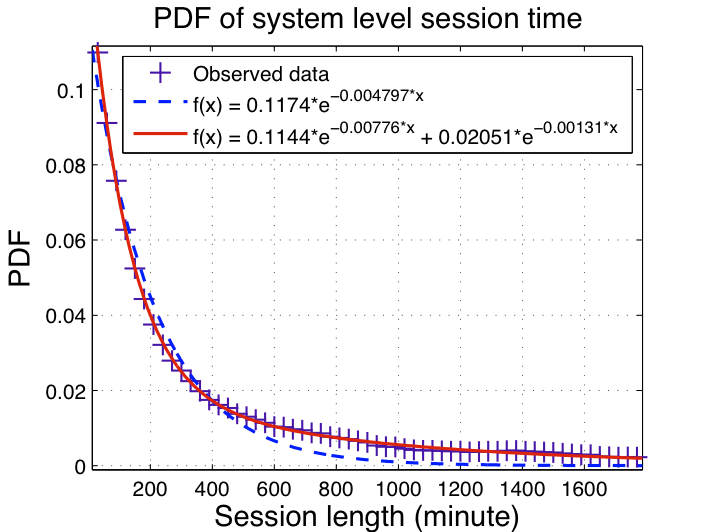 PDF of system level session time
Observed data
f(x) = 0.1174*e^−0.004797*x
f(x) = 0.1144*e^−0.00776*x + 0.02051*e^−0.00131*x
PDF
0.1
0.08
0.06
0.04
0.02
0
200 400 600 800 1000 1200 1400 1600
Session length (minute)